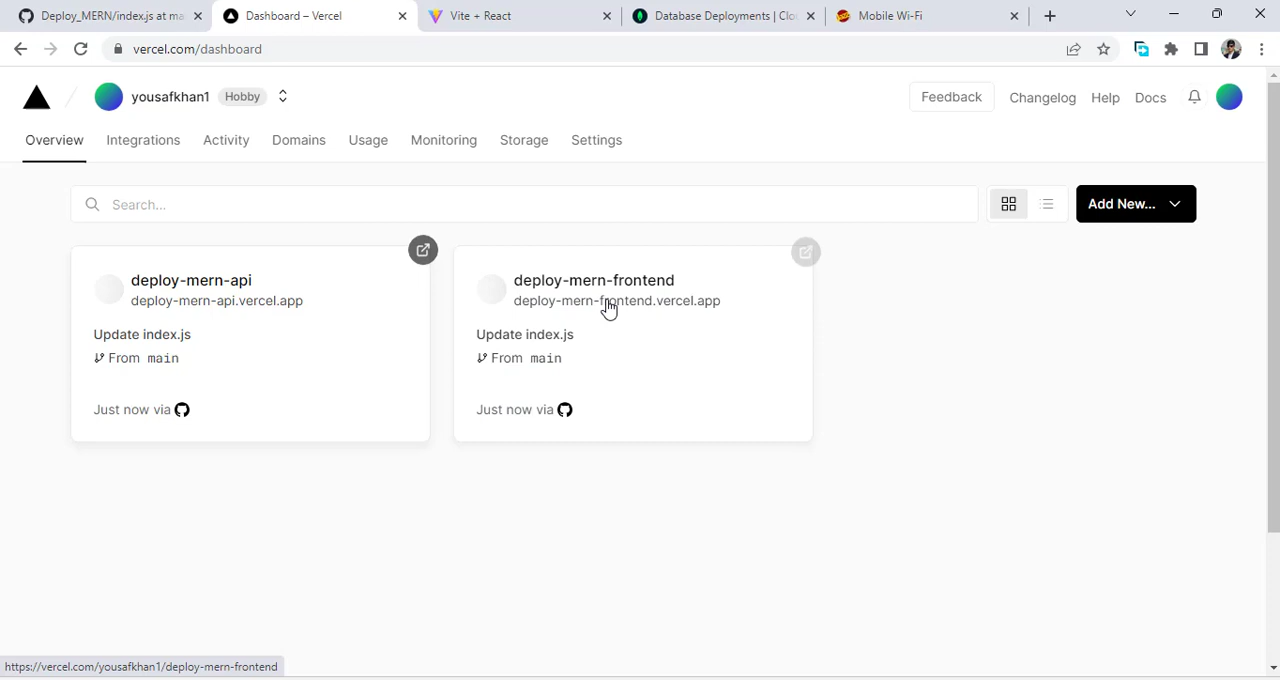 Deploy_MERN/index.js at ma
Dashboard – Vercel
Vite + React
Database Deployments | Clo
Mobile Wi-Fi
vercel.com/dashboard
yousafkhan1 Hobby
Feedback Changelog Help Docs
Overview Integrations Activity Domains Usage Monitoring Storage Settings
Search...
Add New...
deploy-mern-api
deploy-mern-api.vercel.app
Update index.js
From main
Just now via
deploy-mern-frontend
deploy-mern-frontend.vercel.app
Update index.js
From main
Just now via
https://vercel.com/yousafkhan1/deploy-mern-frontend